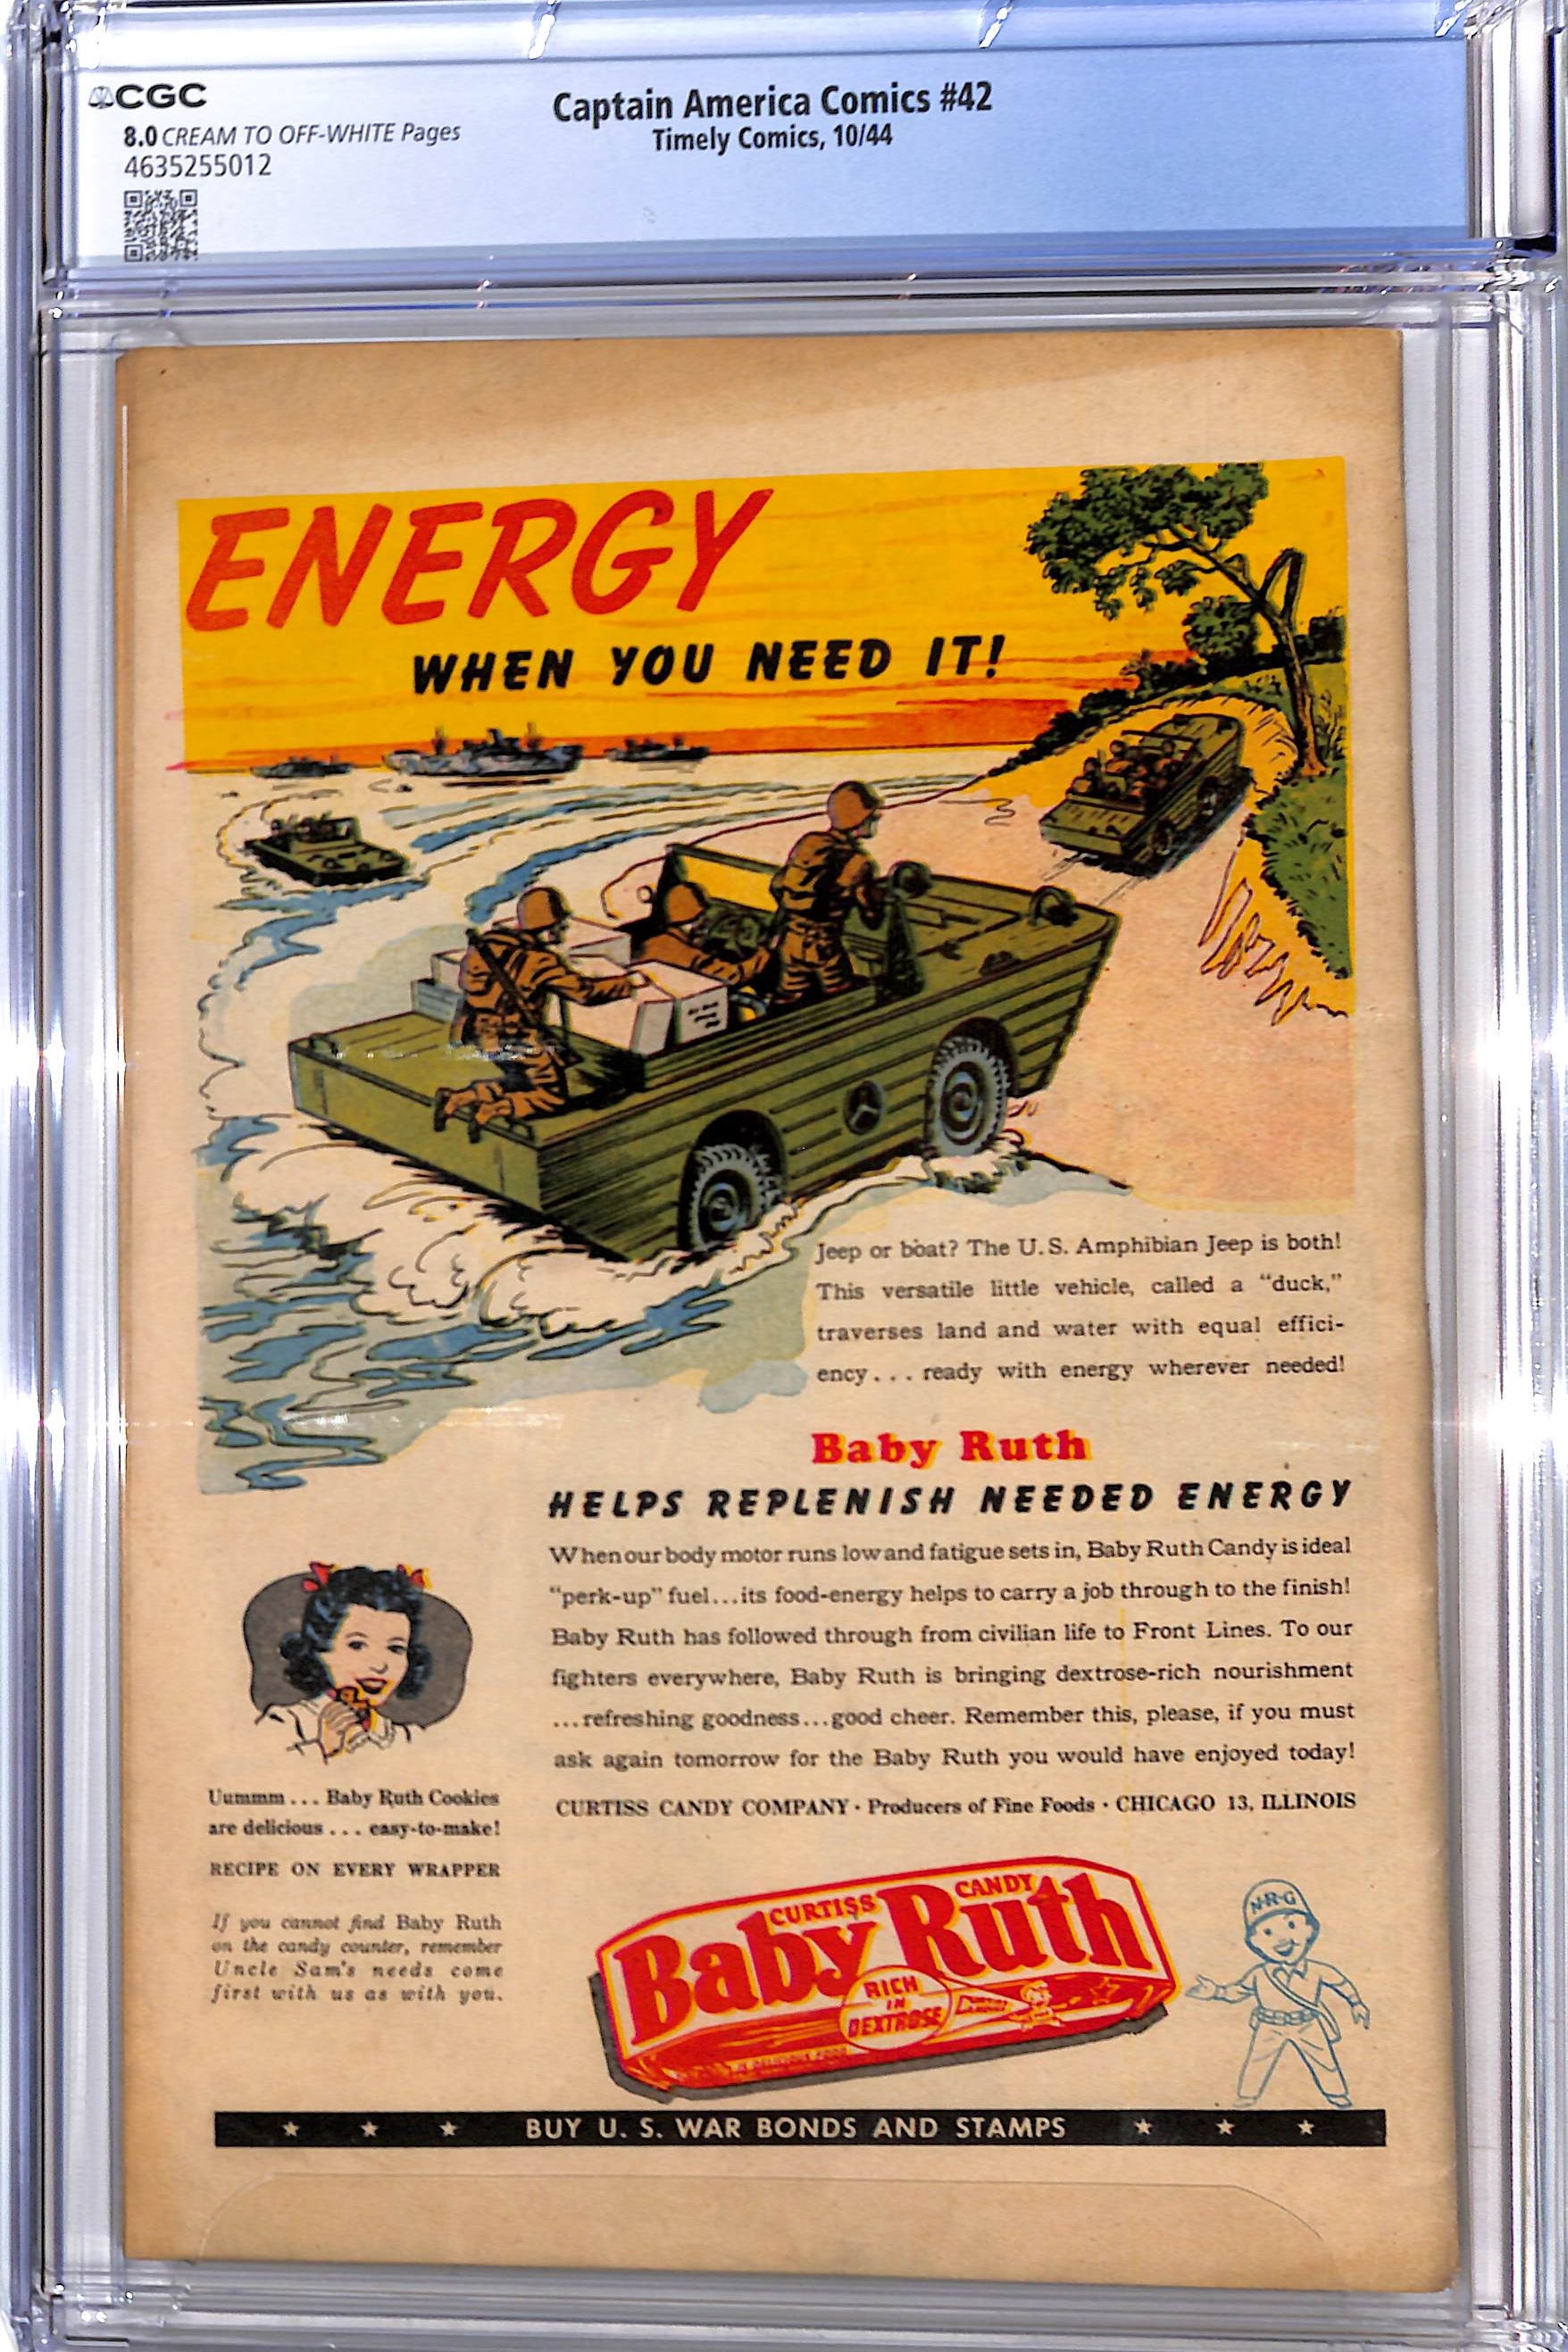 CGC
8.0 CREAM TO OFF-WHITE Pages
4635255012
Captain America Comics #42
Timely Comics, 10/44
ENERGY
WHEN YOU NEED IT!
Jeep or boat? The U.S. Amphibian Jeep is both!
This versatile little vehicle, called a "duck,"
traverses land and water with equal effici-
ency... ready with energy wherever needed!
Baby Ruth
HELPS REPLENISH NEEDED ENERGY
When our body motor runs low and fatigue sets in, Baby Ruth Candy is ideal
"perk-up" fuel...its food-energy helps to carry a job through to the finish!
Baby Ruth has followed through from civilian life to Front Lines. To our
fighters everywhere, Baby Ruth is bringing dextrose-rich nourishment
...refreshing goodness...good cheer. Remember this, please, if you must
ask again tomorrow for the Baby Ruth you would have enjoyed today!
CURTISS CANDY COMPANY · Producers of Fine Foods · CHICAGO 13, ILLINOIS
Uummm... Baby Ruth Cookies
are delicious... easy-to-make!
RECIPE ON EVERY WRAPPER
If you cannot find Baby Ruth
on the candy counter, remember
Uncle Sam's needs come
first with us as with you.
CURTISS CANDY
Baby Ruth
RICH
IN
DEXTROSE
N-R-G
★ ★ ★ BUY U. S. WAR BONDS AND STAMPS ★ ★ ★